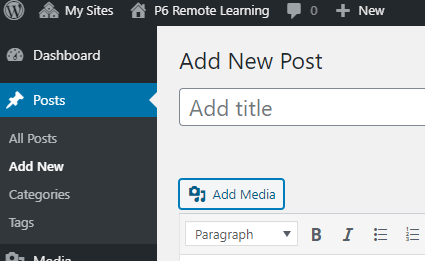 My Sites P6 Remote Learning 0 New
Dashboard
Add New Post
Posts
Add title
All Posts
Add New
Categories
Add Media
Tags
Paragraph B I
Media